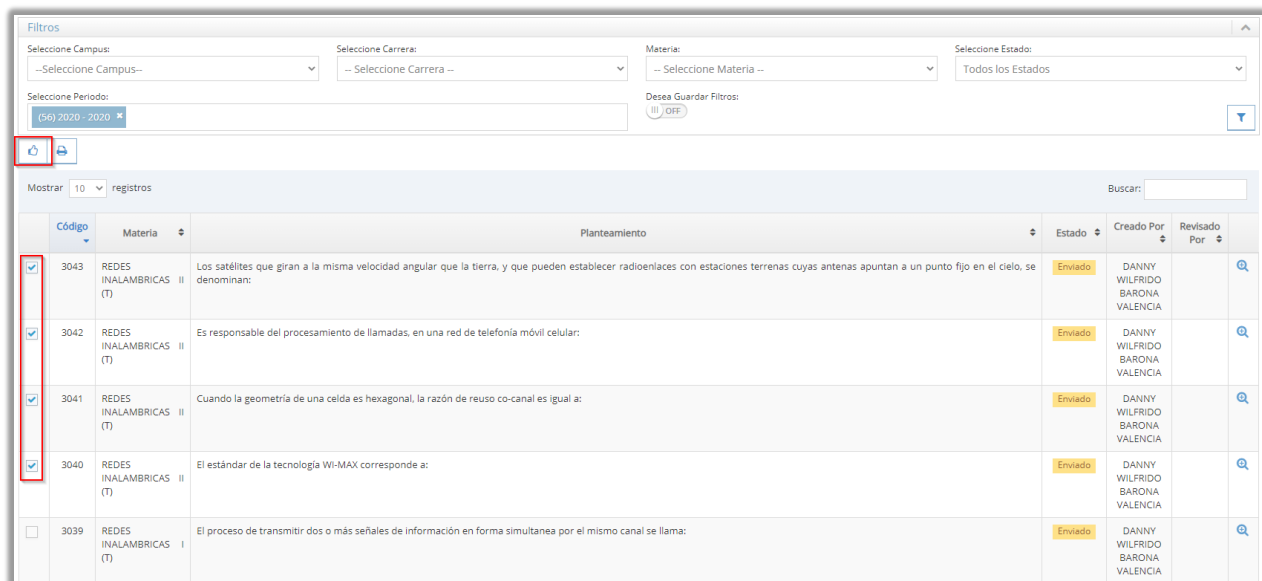 Filtros
Seleccione Campus: Seleccione Carrera: Materia: Seleccione Estado:
--Seleccione Campus-- -- Seleccione Carrera -- -- Seleccione Materia -- Todos los Estados
Seleccione Periodo: Desea Guardar Filtros:
(56) 2020 - 2020 × OFF
Mostrar 10 registros Buscar:
Código Materia Planteamiento Estado Creado Por Revisado Por
3043 REDES INALAMBRICAS II (T) Los satélites que giran a la misma velocidad angular que la tierra, y que pueden establecer radioenlaces con estaciones terrenas cuyas antenas apuntan a un punto fijo en el cielo, se denominan: Enviado DANNY WILFRIDO BARONA VALENCIA
3042 REDES INALAMBRICAS II (T) Es responsable del procesamiento de llamadas, en una red de telefonía móvil celular: Enviado DANNY WILFRIDO BARONA VALENCIA
3041 REDES INALAMBRICAS II (T) Cuando la geometría de una celda es hexagonal, la razón de reuso co-canal es igual a: Enviado DANNY WILFRIDO BARONA VALENCIA
3040 REDES INALAMBRICAS II (T) El estándar de la tecnología WI-MAX corresponde a: Enviado DANNY WILFRIDO BARONA VALENCIA
3039 REDES INALAMBRICAS I (T) El proceso de transmitir dos o más señales de información en forma simultanea por el mismo canal se llama: Enviado DANNY WILFRIDO BARONA VALENCIA